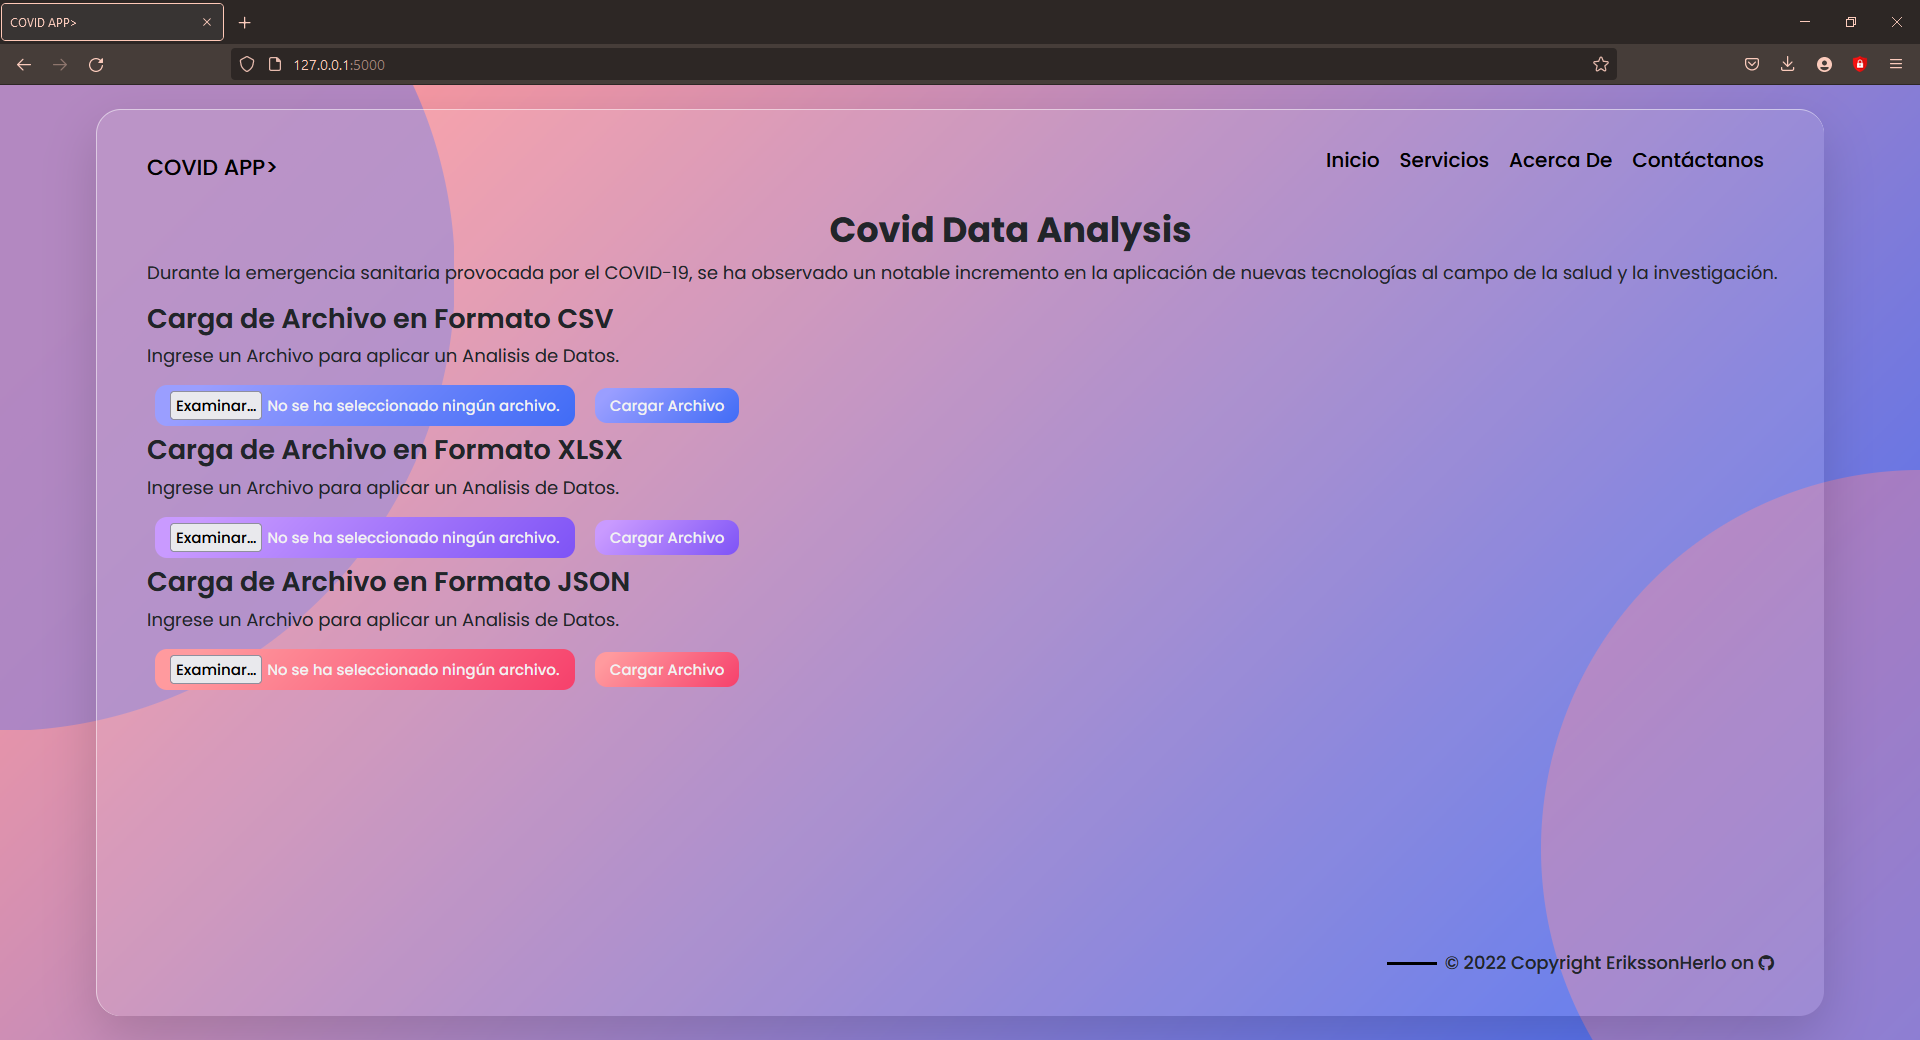 COVID APP>
127.0.0.1:5000
COVID APP>
Inicio Servicios Acerca De Contáctanos
Covid Data Analysis
Durante la emergencia sanitaria provocada por el COVID-19, se ha observado un notable incremento en la aplicación de nuevas tecnologías al campo de la salud y la investigación.
Carga de Archivo en Formato CSV
Ingrese un Archivo para aplicar un Analisis de Datos.
Examinar... No se ha seleccionado ningún archivo. Cargar Archivo
Carga de Archivo en Formato XLSX
Ingrese un Archivo para aplicar un Analisis de Datos.
Examinar... No se ha seleccionado ningún archivo. Cargar Archivo
Carga de Archivo en Formato JSON
Ingrese un Archivo para aplicar un Analisis de Datos.
Examinar... No se ha seleccionado ningún archivo. Cargar Archivo
© 2022 Copyright ErikssonHerlo on